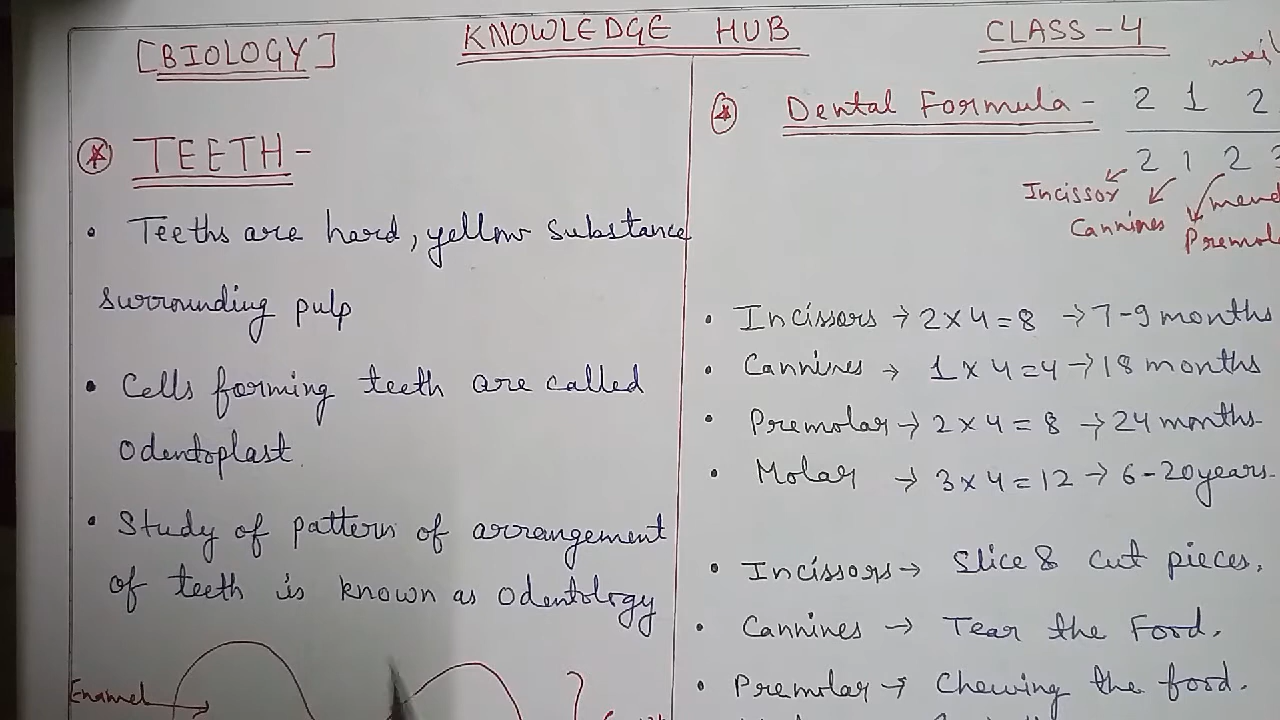 [BIOLOGY]
KNOWLEDGE HUB
CLASS-4
TEETH-
• Teeths are hard, yellow substance
surrounding pulp
• Cells forming teeth are called
Odentoplast.
• Study of pattern of arrangement
of teeth is known as Odentology
Enamel
Dental Formula - 2 1 2
2 1 2 3
Incissor
Cannines
• Incissors → 2×4=8 → 7-9 months
• Cannines → 1×4=4 → 18 months
• Premolar → 2×4=8 → 24 months
• Molar → 3×4=12 → 6-20 years.
• Incissors → Slice & cut pieces.
• Cannines → Tear the Food.
• Premolar → Chewing the food.